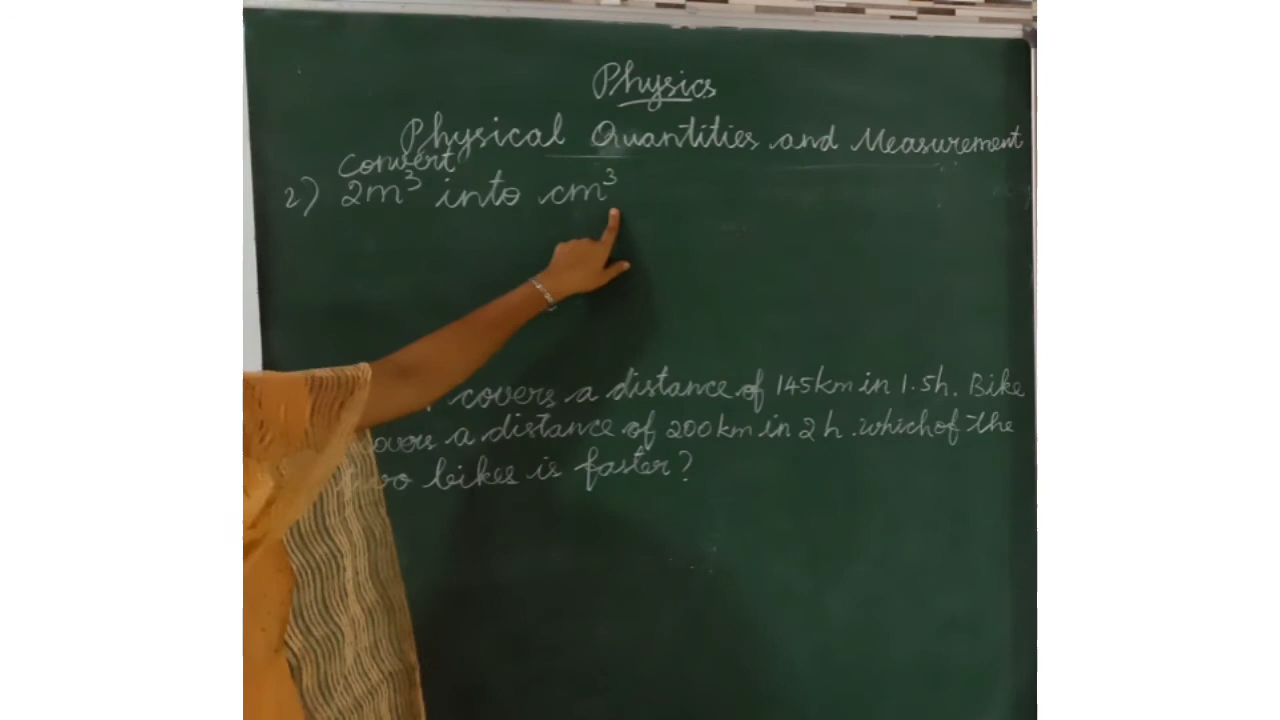 Physics
Physical Quantities and Measurement
Convert
2) 2m³ into cm³
covers a distance of 145km in 1.5h. Bike
a distance of 200km in 2h. which of the
bikes is faster?